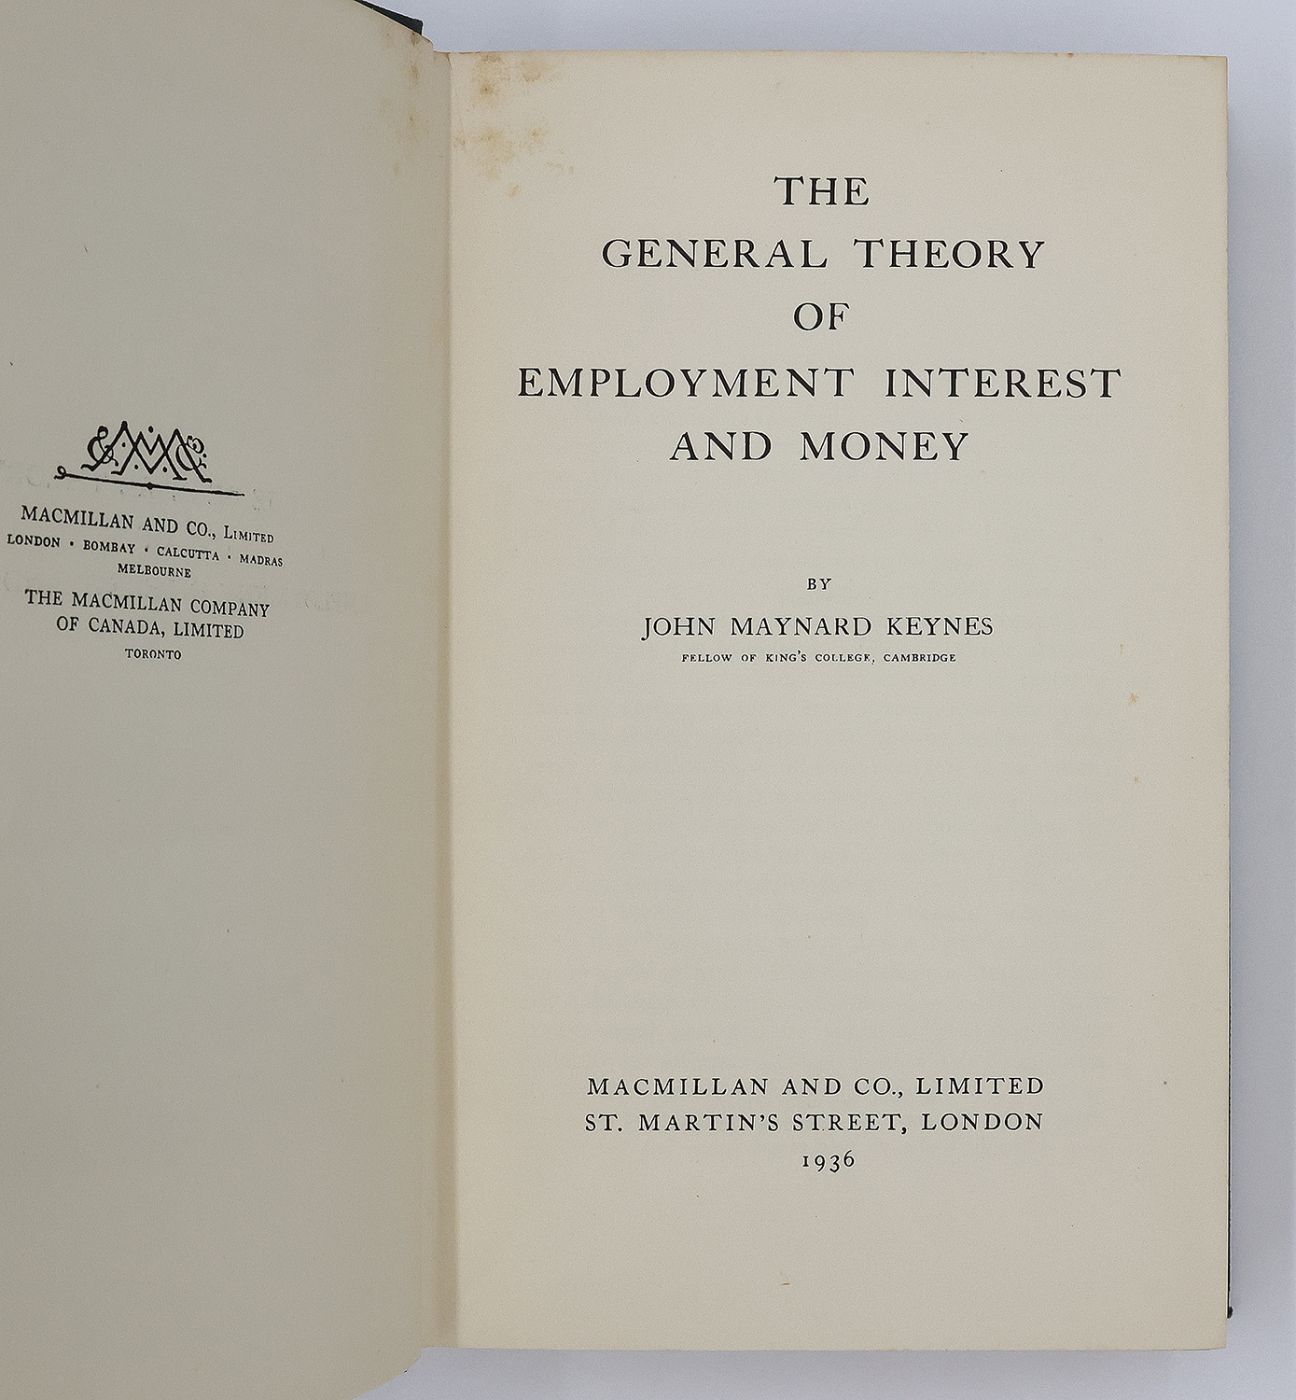 MACMILLAN AND CO., LIMITED
LONDON • BOMBAY • CALCUTTA • MADRAS
MELBOURNE
THE MACMILLAN COMPANY
OF CANADA, LIMITED
TORONTO
THE
GENERAL THEORY
OF
EMPLOYMENT INTEREST
AND MONEY
BY
JOHN MAYNARD KEYNES
FELLOW OF KING'S COLLEGE, CAMBRIDGE
MACMILLAN AND CO., LIMITED
ST. MARTIN'S STREET, LONDON
1936